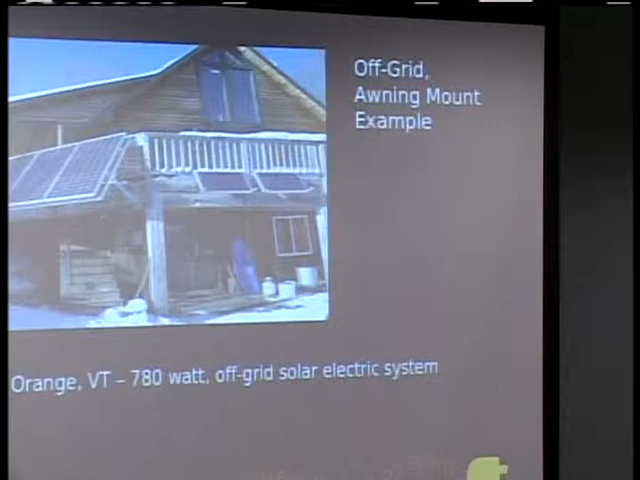 Off-Grid,
Awning Mount
Example
Orange, VT – 780 watt, off-grid solar electric system